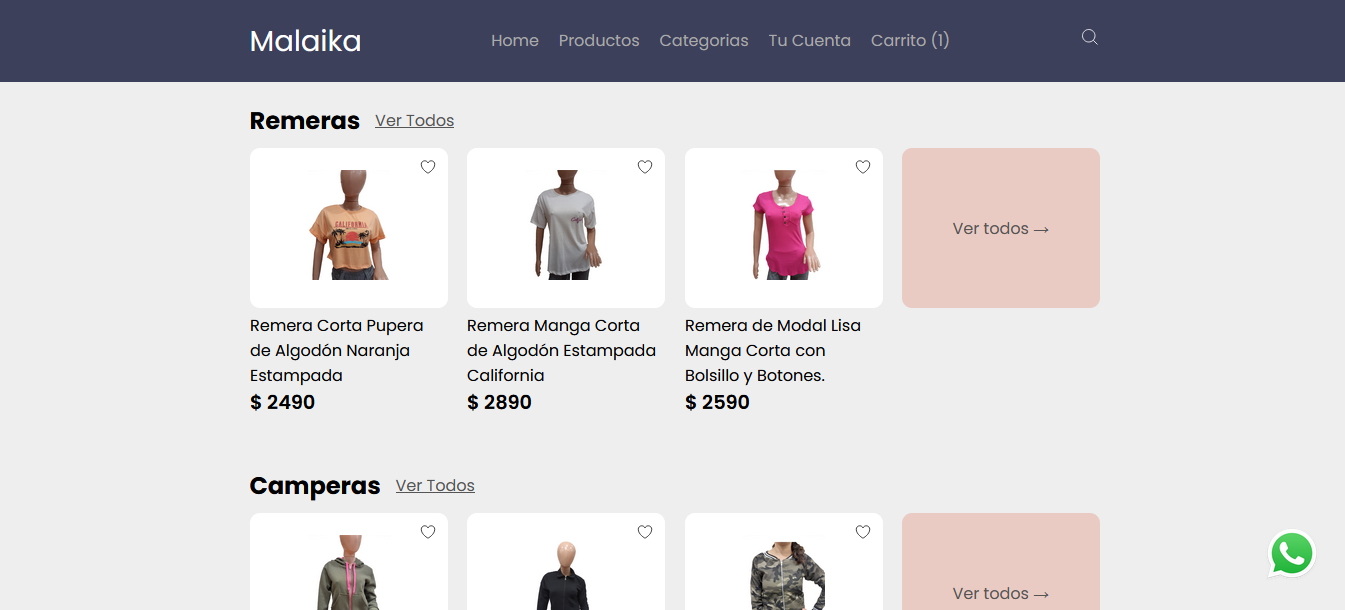 Malaika
Home Productos Categorias Tu Cuenta Carrito (1)
Remeras Ver Todos
CALIFORNIA
Ver todos →
Remera Corta Pupera
de Algodón Naranja
Estampada
$ 2490
Remera Manga Corta
de Algodón Estampada
California
$ 2890
Remera de Modal Lisa
Manga Corta con
Bolsillo y Botones.
$ 2590
Camperas Ver Todos
Ver todos →